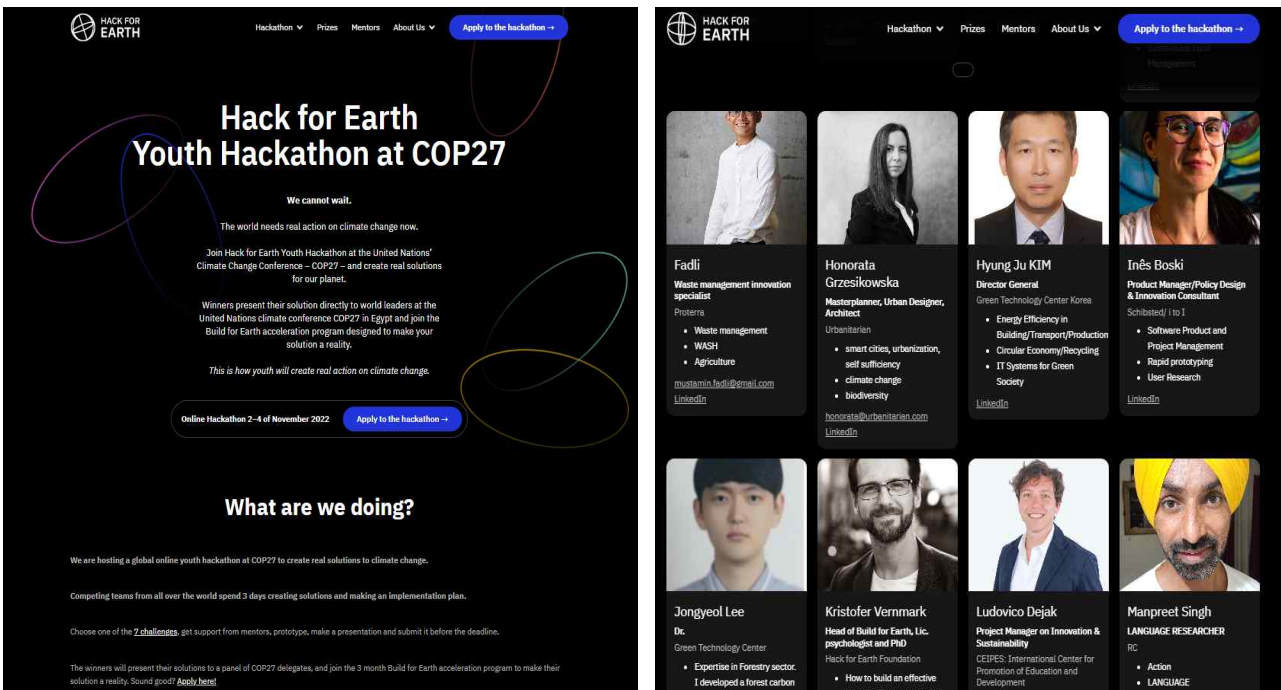 HACK FOR
EARTH
Hackathon
Prizes
Mentors
About Us
Apply to the hackathon →
Hack for Earth
Youth Hackathon at COP27
We cannot wait.
The world needs real action on climate change now.
Join Hack for Earth Youth Hackathon at the United Nations’
Climate Change Conference – COP27 – and create real solutions
for our planet.
Winners present their solution directly to world leaders at the
United Nations climate conference COP27 in Egypt and join the
Build for Earth acceleration program designed to make your
solution a reality.
This is how youth will create real action on climate change.
Online Hackathon 2–4 of November 2022
Apply to the hackathon →
What are we doing?
We are hosting a global online youth hackathon at COP27 to create real solutions to climate change.
Competing teams from all over the world spend 3 days creating solutions and making an implementation plan.
Choose one of the 7 challenges, get support from mentors, prototype, make a presentation and submit it before the deadline.
The winners will present their solutions to a panel of COP27 delegates, and join the 3 month Build for Earth acceleration program to make their
solution a reality. Sound good? Apply here!
HACK FOR
EARTH
Hackathon
Prizes
Mentors
About Us
Apply to the hackathon →
Sustainable Land
Management
LinkedIn
Fadli
Waste management innovation
specialist
Proterra
• Waste management
• WASH
• Agriculture
mustamin.fadli@gmail.com
LinkedIn
Honorata
Grzesikowska
Masterplanner, Urban Designer,
Architect
Urbanitarian
• smart cities, urbanization,
self sufficiency
• climate change
• biodiversity
honorata@urbanitarian.com
LinkedIn
Hyung Ju KIM
Director General
Green Technology Center Korea
• Energy Efficiency in
Building/Transport/Production
• Circular Economy/Recycling
• IT Systems for Green
Society
LinkedIn
Inês Boski
Product Manager/Policy Design
& Innovation Consultant
Schibsted/ i to I
• Software Product and
Project Management
• Rapid prototyping
• User Research
LinkedIn
Jongyeol Lee
Dr.
Green Technology Center
• Expertise in Forestry sector.
I developed a forest carbon
Kristofer Vernmark
Head of Build for Earth, Lic.
psychologist and PhD
Hack for Earth Foundation
• How to build an effective
Ludovico Dejak
Project Manager on Innovation &
Sustainability
CEIPES: International Center for
Promotion of Education and
Development
Manpreet Singh
LANGUAGE RESEARCHER
RC
• Action
• LANGUAGE